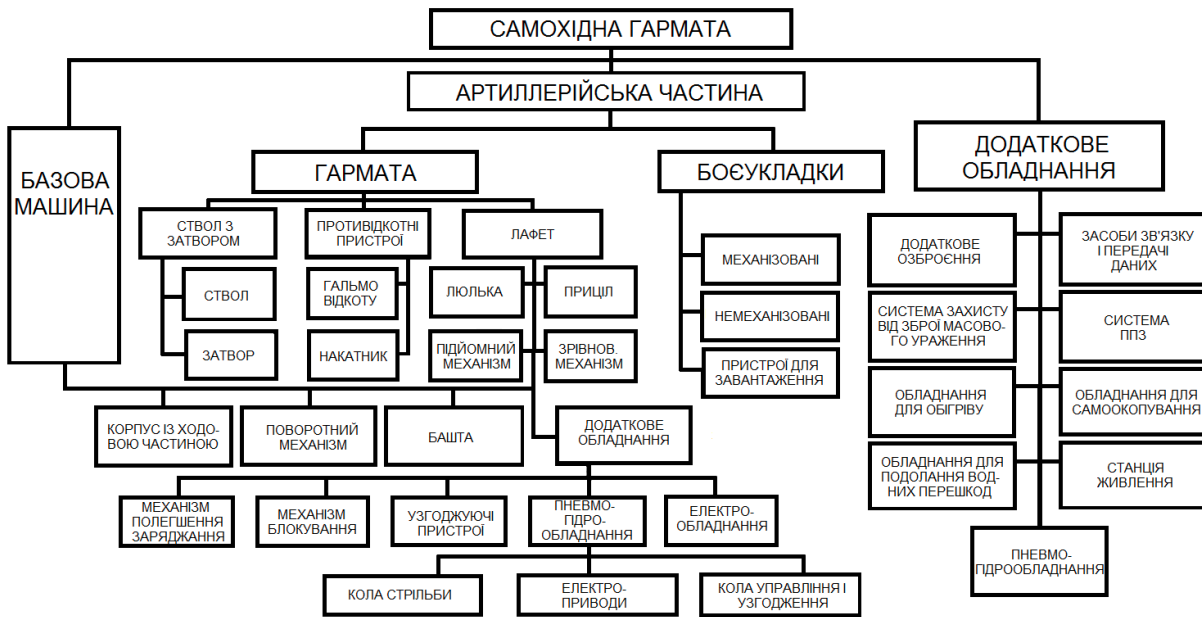 САМОХІДНА ГАРМАТА
АРТИЛЛЕРІЙСЬКА ЧАСТИНА
БАЗОВА
МАШИНА
ГАРМАТА
БОЄУКЛАДКИ
ДОДАТКОВЕ
ОБЛАДНАННЯ
СТВОЛ З
ЗАТВОРОМ
ПРОТИВІДКОТНІ
ПРИСТРОЇ
ЛАФЕТ
СТВОЛ
ЗАТВОР
ГАЛЬМО
ВІДКОТУ
НАКАТНИК
ЛЮЛЬКА
ПРИЦІЛ
ПІДЙОМНИЙ
МЕХАНІЗМ
ЗРІВНОВ.
МЕХАНІЗМ
МЕХАНІЗОВАНІ
НЕМЕХАНІЗОВАНІ
ПРИСТРОЇ ДЛЯ
ЗАВАНТАЖЕННЯ
ДОДАТКОВЕ
ОЗБРОЄННЯ
ЗАСОБИ ЗВ'ЯЗКУ
І ПЕРЕДАЧІ
ДАНИХ
СИСТЕМА ЗАХИСТУ
ВІД ЗБРОЇ МАСОВО-
ГО УРАЖЕННЯ
СИСТЕМА
ППЗ
ОБЛАДНАННЯ
ДЛЯ ОБІГРІВУ
ОБЛАДНАННЯ ДЛЯ
САМООКОПУВАННЯ
ОБЛАДНАННЯ ДЛЯ
ПОДОЛАННЯ ВОД-
НИХ ПЕРЕШКОД
СТАНЦІЯ
ЖИВЛЕННЯ
ПНЕВМО-
ГІДРООБЛАДНАННЯ
КОРПУС ІЗ ХОДО-
ВОЮ ЧАСТИНОЮ
ПОВОРОТНИЙ
МЕХАНІЗМ
БАШТА
ДОДАТКОВЕ
ОБЛАДНАННЯ
МЕХАНІЗМ
ПОЛЕГШЕННЯ
ЗАРЯДЖАННЯ
МЕХАНІЗМ
БЛОКУВАННЯ
УЗГОДЖУЮЧІ
ПРИСТРОЇ
ПНЕВМО-
ГІДРО-
ОБЛАДНАННЯ
ЕЛЕКТРО-
ОБЛАДНАННЯ
КОЛА СТРІЛЬБИ
ЕЛЕКТРО-
ПРИВОДИ
КОЛА УПРАВЛІННЯ І
УЗГОДЖЕННЯ